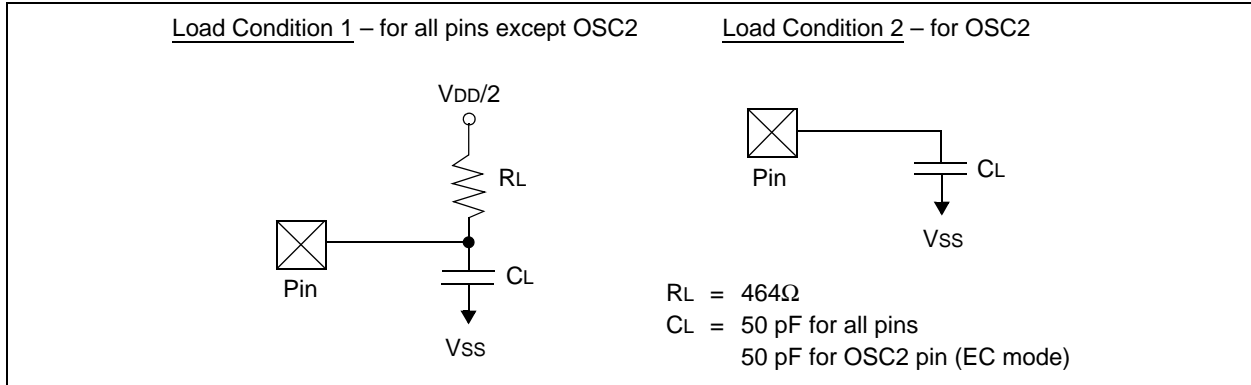 Load Condition 1 – for all pins except OSC2
Load Condition 2 – for OSC2
VDD/2
RL
Pin
CL
VSS
Pin
CL
VSS
RL = 464Ω
CL = 50 pF for all pins
50 pF for OSC2 pin (EC mode)